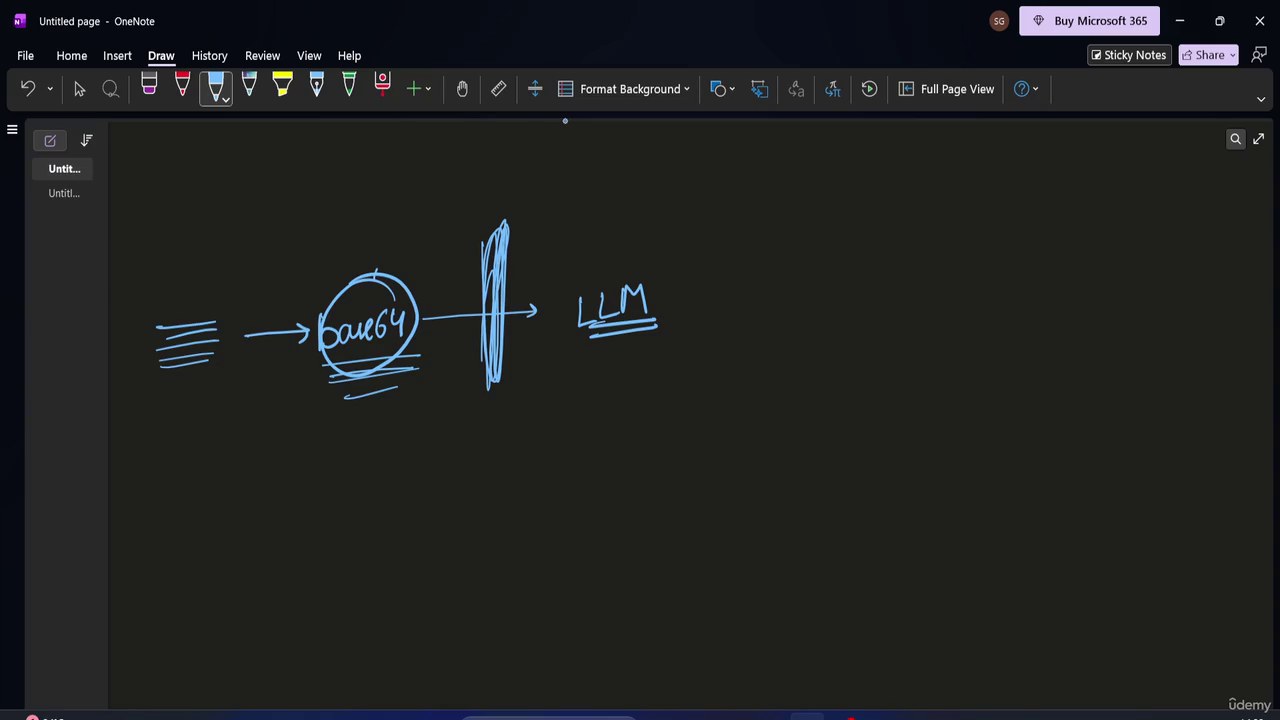 Untitled page - OneNote
SG
Buy Microsoft 365
File Home Insert Draw History Review View Help
Sticky Notes
Share
Format Background
Full Page View
Untit...
Untitl...
base64
LLM
ûdemy